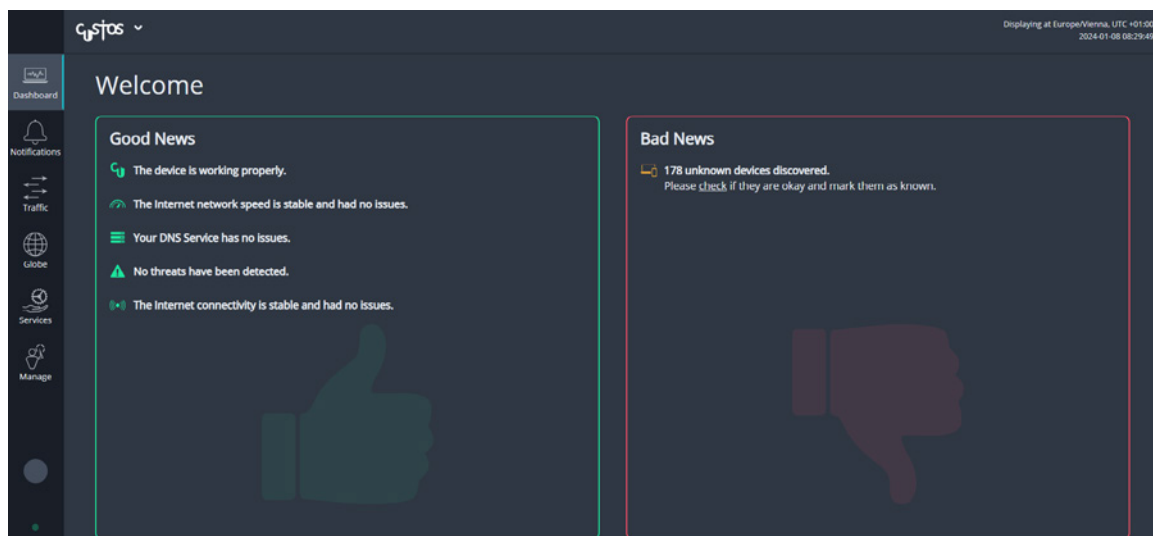 custos
Displaying at Europe/Vienna, UTC +01:00
2024-01-08 08:29:49
Dashboard
Notifications
Traffic
Globe
Services
Manage
Welcome
Good News
The device is working properly.
The Internet network speed is stable and had no issues.
Your DNS Service has no issues.
No threats have been detected.
The Internet connectivity is stable and had no issues.
Bad News
178 unknown devices discovered.
Please check if they are okay and mark them as known.